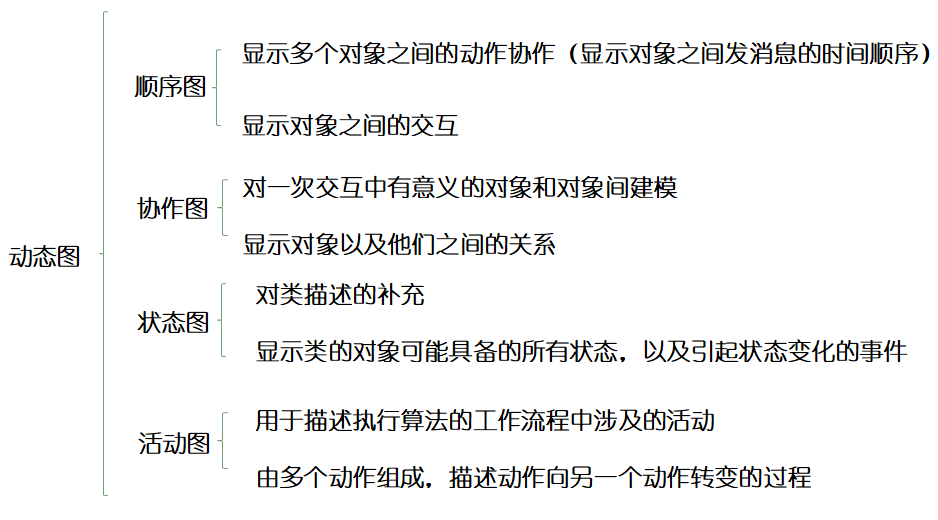 动态图
顺序图
显示多个对象之间的动作协作（显示对象之间发消息的时间顺序）
显示对象之间的交互
协作图
对一次交互中有意义的对象和对象间建模
显示对象以及他们之间的关系
状态图
对类描述的补充
显示类的对象可能具备的所有状态，以及引起状态变化的事件
活动图
用于描述执行算法的工作流程中涉及的活动
由多个动作组成，描述动作向另一个动作转变的过程